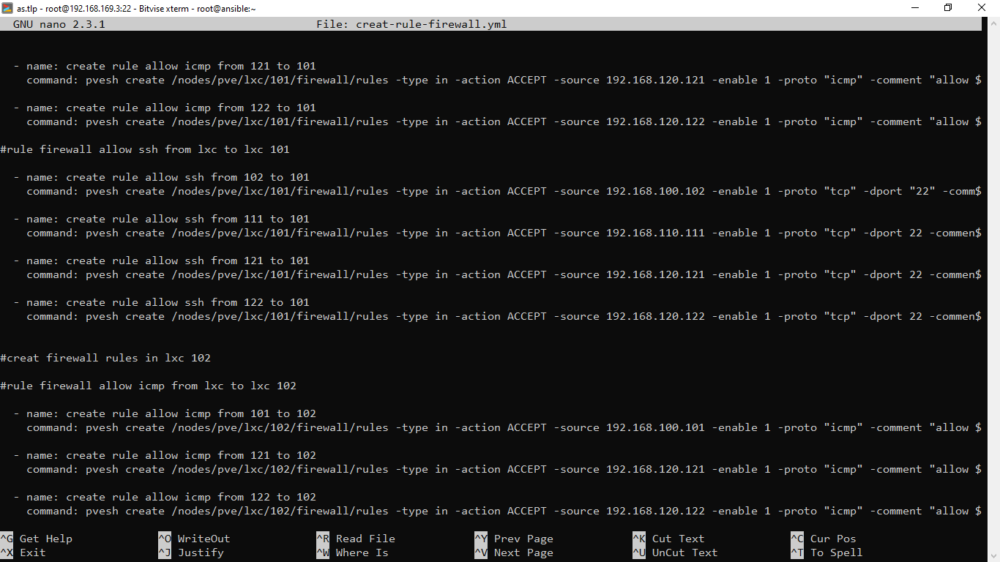 as.tlp - root@192.168.169.3:22 - Bitvise xterm - root@ansible:~
GNU nano 2.3.1 File: creat-rule-firewall.yml
- name: create rule allow icmp from 121 to 101
command: pvesh create /nodes/pve/lxc/101/firewall/rules -type in -action ACCEPT -source 192.168.120.121 -enable 1 -proto "icmp" -comment "allow $
- name: create rule allow icmp from 122 to 101
command: pvesh create /nodes/pve/lxc/101/firewall/rules -type in -action ACCEPT -source 192.168.120.122 -enable 1 -proto "icmp" -comment "allow $
#rule firewall allow ssh from lxc to lxc 101
- name: create rule allow ssh from 102 to 101
command: pvesh create /nodes/pve/lxc/101/firewall/rules -type in -action ACCEPT -source 192.168.100.102 -enable 1 -proto "tcp" -dport "22" -comm$
- name: create rule allow ssh from 111 to 101
command: pvesh create /nodes/pve/lxc/101/firewall/rules -type in -action ACCEPT -source 192.168.110.111 -enable 1 -proto "tcp" -dport 22 -commen$
- name: create rule allow ssh from 121 to 101
command: pvesh create /nodes/pve/lxc/101/firewall/rules -type in -action ACCEPT -source 192.168.120.121 -enable 1 -proto "tcp" -dport 22 -commen$
- name: create rule allow ssh from 122 to 101
command: pvesh create /nodes/pve/lxc/101/firewall/rules -type in -action ACCEPT -source 192.168.120.122 -enable 1 -proto "tcp" -dport 22 -commen$
#creat firewall rules in lxc 102
#rule firewall allow icmp from lxc to lxc 102
- name: create rule allow icmp from 101 to 102
command: pvesh create /nodes/pve/lxc/102/firewall/rules -type in -action ACCEPT -source 192.168.100.101 -enable 1 -proto "icmp" -comment "allow $
- name: create rule allow icmp from 121 to 102
command: pvesh create /nodes/pve/lxc/102/firewall/rules -type in -action ACCEPT -source 192.168.120.121 -enable 1 -proto "icmp" -comment "allow $
- name: create rule allow icmp from 122 to 102
command: pvesh create /nodes/pve/lxc/102/firewall/rules -type in -action ACCEPT -source 192.168.120.122 -enable 1 -proto "icmp" -comment "allow $
^G Get Help ^O WriteOut ^R Read File ^Y Prev Page ^K Cut Text ^C Cur Pos
^X Exit ^J Justify ^W Where Is ^V Next Page ^U UnCut Text ^T To Spell